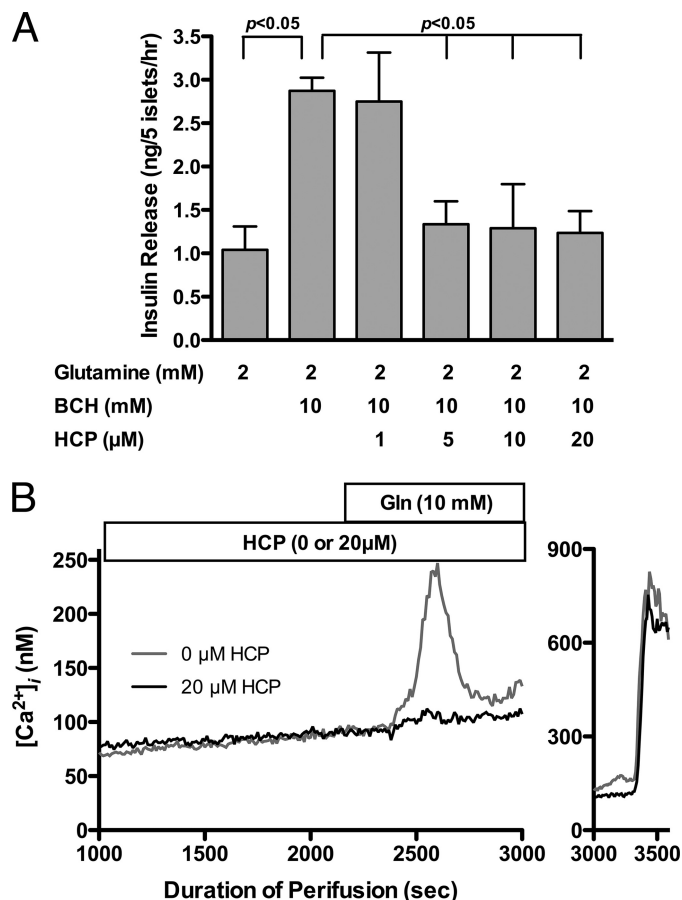 A
p<0.05
p<0.05
Insulin Release (ng/5 islets/hr)
3.5
3.0
2.5
2.0
1.5
1.0
0.5
0.0
Glutamine (mM) 2 2 2 2 2 2
BCH (mM) 10 10 10 10 10
HCP (µM) 1 5 10 20
B
Gln (10 mM)
HCP (0 or 20µM)
[Ca²⁺]ᵢ (nM)
250
200
150
100
50
0
0 µM HCP
20 µM HCP
1000 1500 2000 2500 3000
900
600
300
0
3000 3500
Duration of Perifusion (sec)